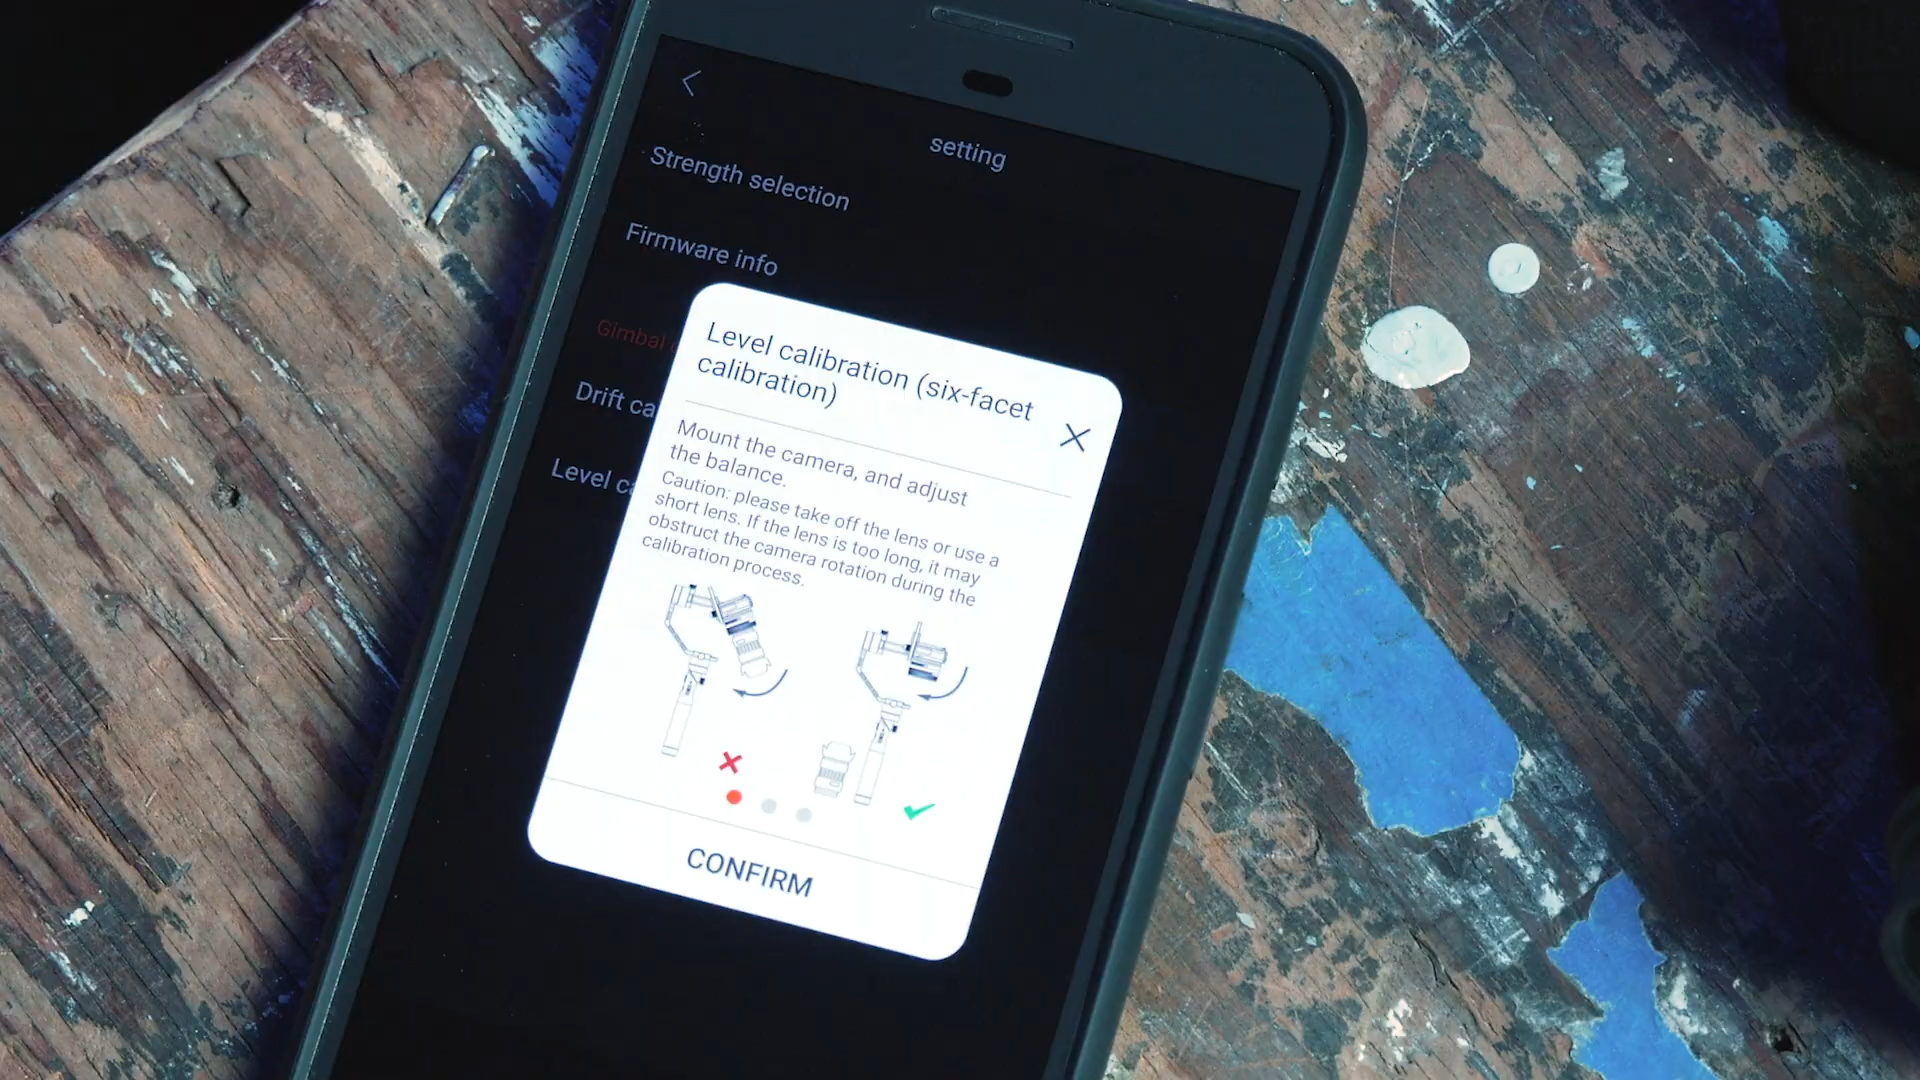 setting
Strength selection
Firmware info
Gimbal
Drift ca
Level ca
Level calibration (six-facet
calibration)
Mount the camera, and adjust
the balance.
Caution: please take off the lens or use a
short lens. If the lens is too long, it may
obstruct the camera rotation during the
calibration process.
CONFIRM